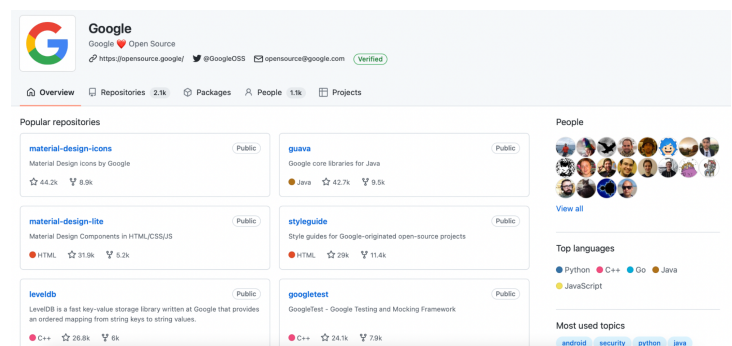 Google
Google ❤️ Open Source
https://opensource.google/ @GoogleOSS opensource@google.com Verified
Overview Repositories 2.1k Packages People 1.1k Projects
Popular repositories
material-design-icons Public
Material Design icons by Google
44.2k 8.9k
guava Public
Google core libraries for Java
Java 42.7k 9.5k
material-design-lite Public
Material Design Components in HTML/CSS/JS
HTML 31.9k 5.2k
styleguide Public
Style guides for Google-originated open-source projects
HTML 29k 11.4k
leveldb Public
LevelDB is a fast key-value storage library written at Google that provides
an ordered mapping from string keys to string values.
C++ 26.8k 6k
googletest Public
GoogleTest - Google Testing and Mocking Framework
C++ 24.1k 7.9k
People
View all
Top languages
Python C++ Go Java
JavaScript
Most used topics
android security python java